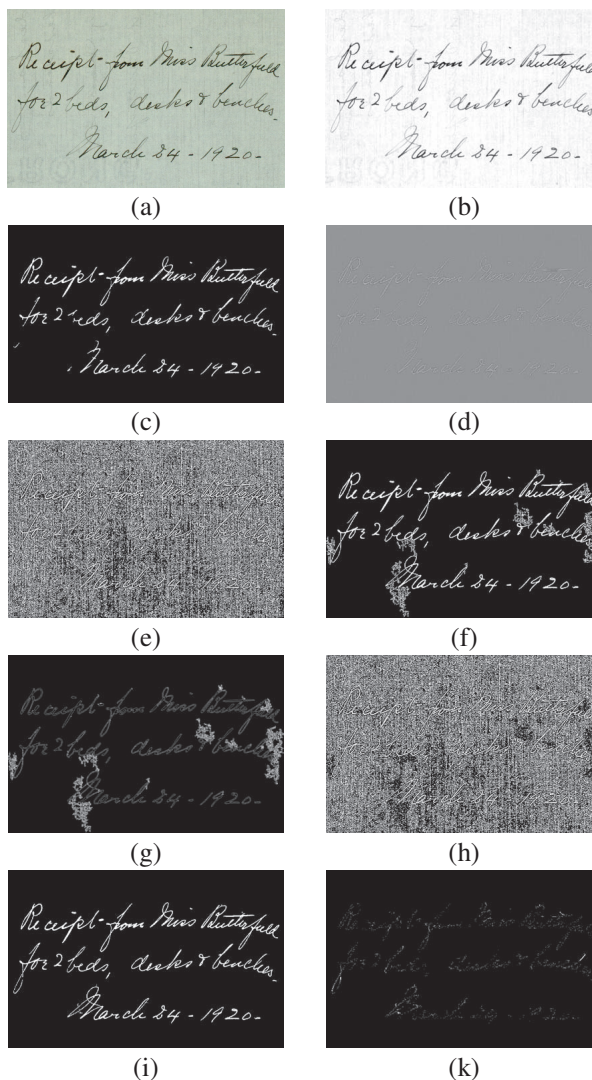 Receipt- from Miss Butterfield
for 2 beds, desks & benches.
March 24 - 1920-
(a)
Receipt- from Miss Butterfield
for 2 beds, desks & benches
March 24 - 1920-
(b)
Receipt- from Miss Butterfield
for 2 beds, desks & benches.
March 24 - 1920-
(c)
(d)
(e)
Receipt- from Miss Butterfield
for 2 beds, desks & benches
March 24 - 1920-
(f)
Receipt- from Miss Butterfield
for 2 beds, desks & benches
March 24 - 1920-
(g)
(h)
Receipt- from Miss Butterfield
for 2 beds, desks & benches.
March 24 - 1920-
(i)
(k)